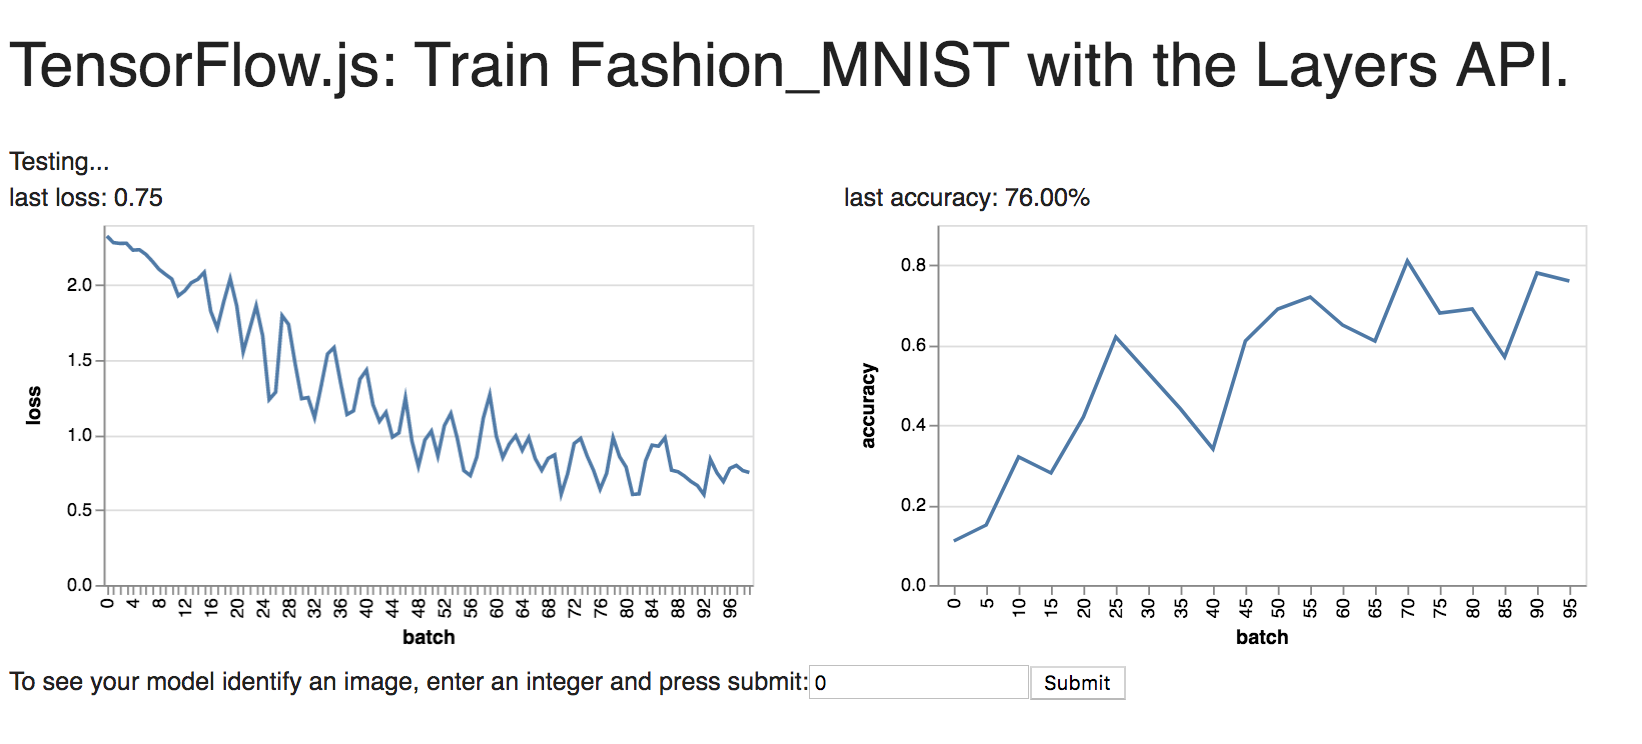 TensorFlow.js: Train Fashion_MNIST with the Layers API.
Testing...
last loss: 0.75
last accuracy: 76.00%
loss
2.0
1.5
1.0
0.5
0.0
0 4 8 12 16 20 24 28 32 36 40 44 48 52 56 60 64 68 72 76 80 84 88 92 96
batch
accuracy
0.8
0.6
0.4
0.2
0.0
0 5 10 15 20 25 30 35 40 45 50 55 60 65 70 75 80 85 90 95
batch
To see your model identify an image, enter an integer and press submit: 0 Submit